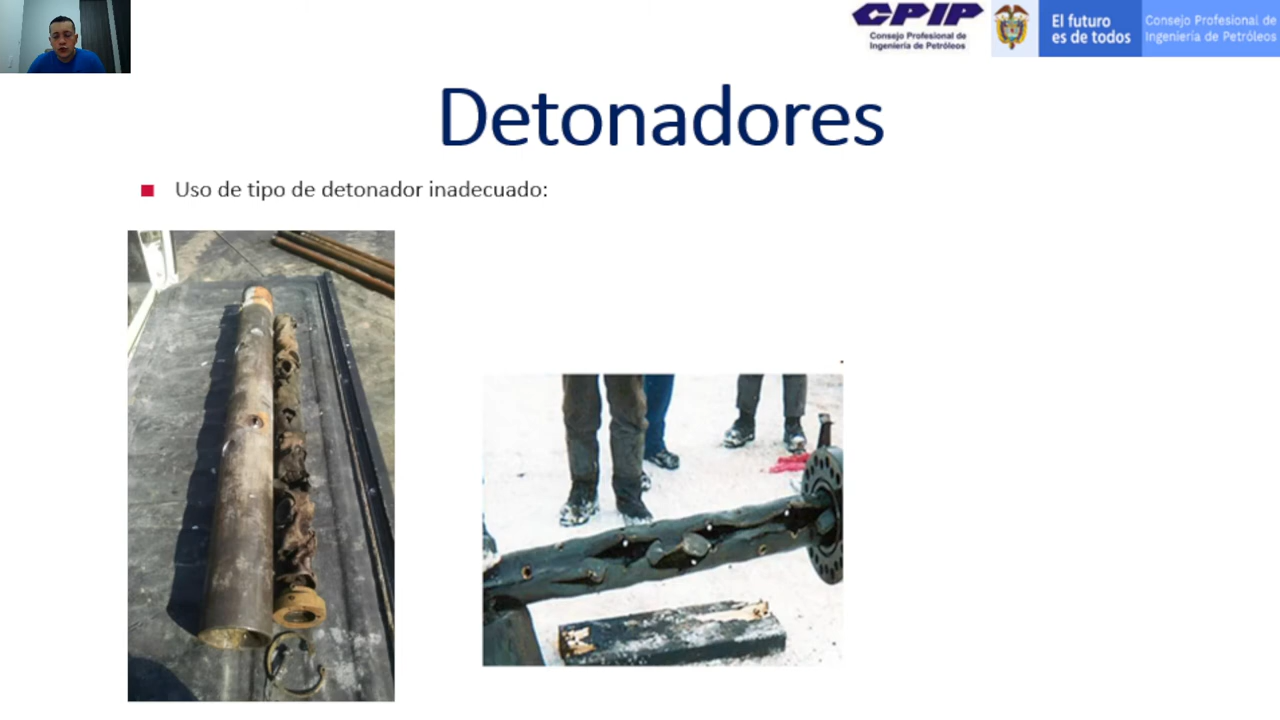 CPIP
Consejo Profesional de
Ingeniería de Petróleos
El futuro
es de todos
Consejo Profesional de
Ingeniería de Petróleos
Detonadores
Uso de tipo de detonador inadecuado: